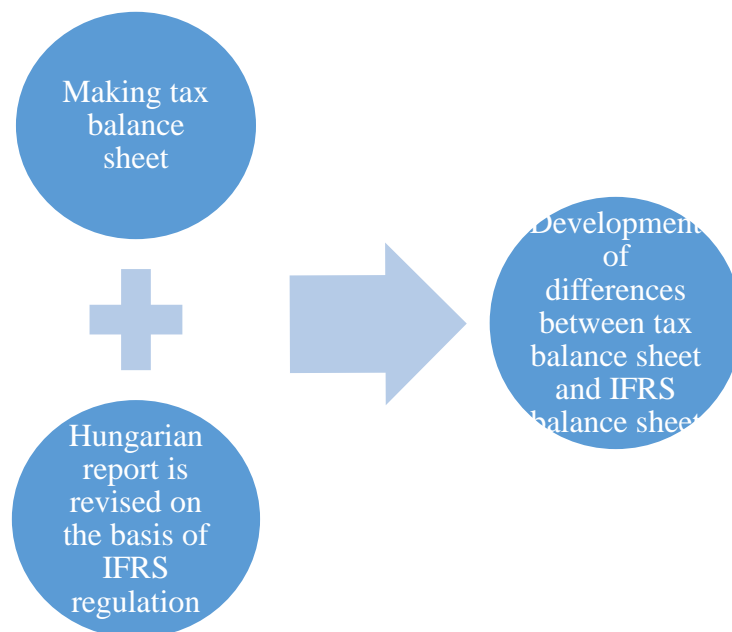 Making tax
balance
sheet
Hungarian
report is
revised on
the basis of
IFRS
regulation
Development
of
differences
between tax
balance sheet
and IFRS
balance sheet